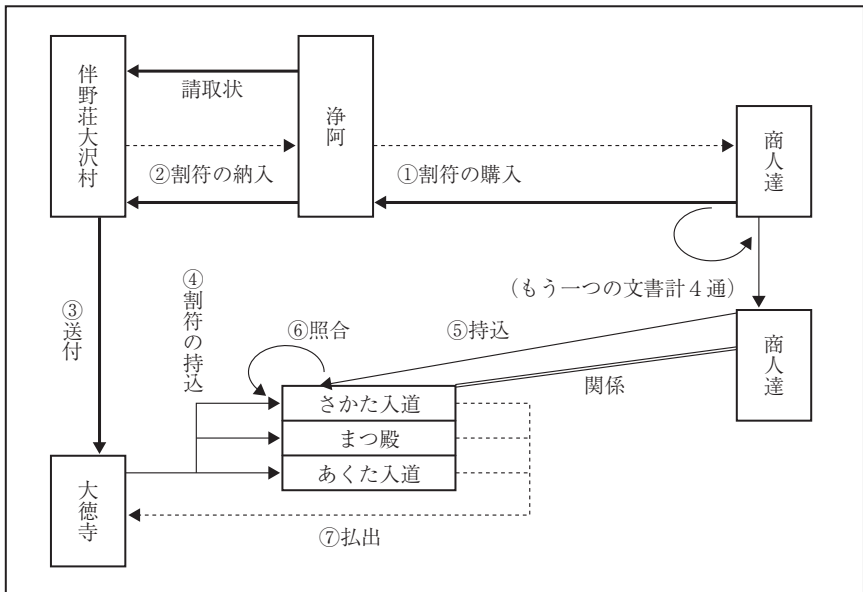 伴野荘大沢村
請取状
浄阿
商人達
②割符の納入
①割符の購入
(もう一つの文書計4通)
③送付
④割符の持込
⑥照合
⑤持込
商人達
関係
さかた入道
まつ殿
あくた入道
大徳寺
⑦払出